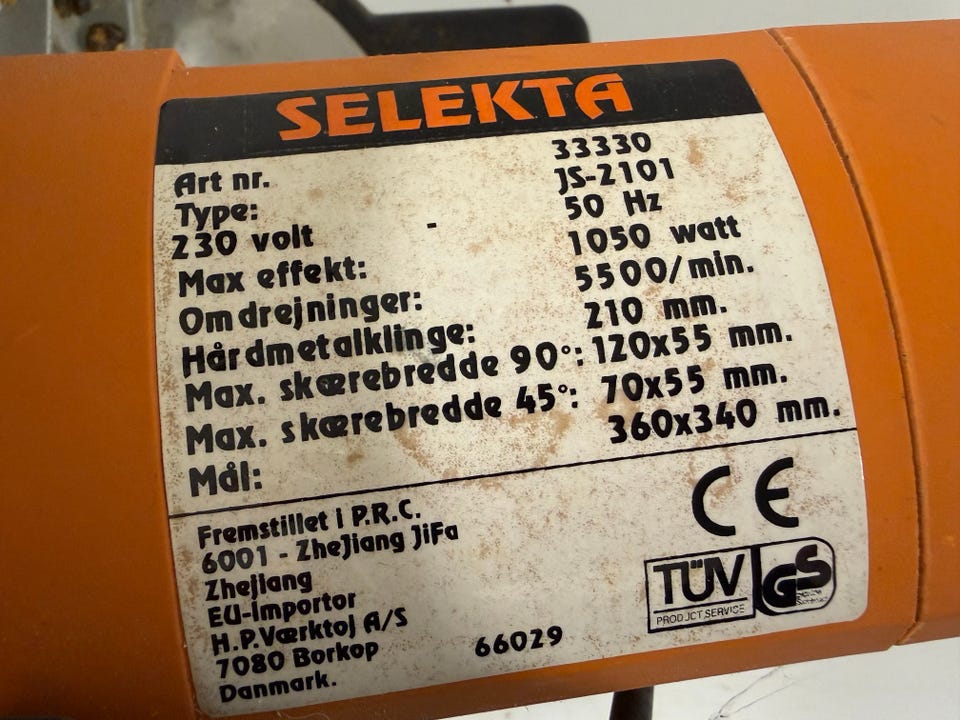 SELEKTA
Art nr. 33330
Type: JS-2101
230 volt - 50 Hz
Max effekt: 1050 watt
Omdrejninger: 5500/min.
Hårdmetalklinge: 210 mm.
Max. skærebredde 90°: 120x55 mm.
Max. skærebredde 45°: 70x55 mm.
Mål: 360x340 mm.
Fremstillet i P.R.C.
6001 - ZheJiang JiFa
Zhejiang
EU-Importor
H.P.Værktoj A/S
7080 Borkop
Danmark.
66029
CE
TÜV
PRODUCT SERVICE
GS